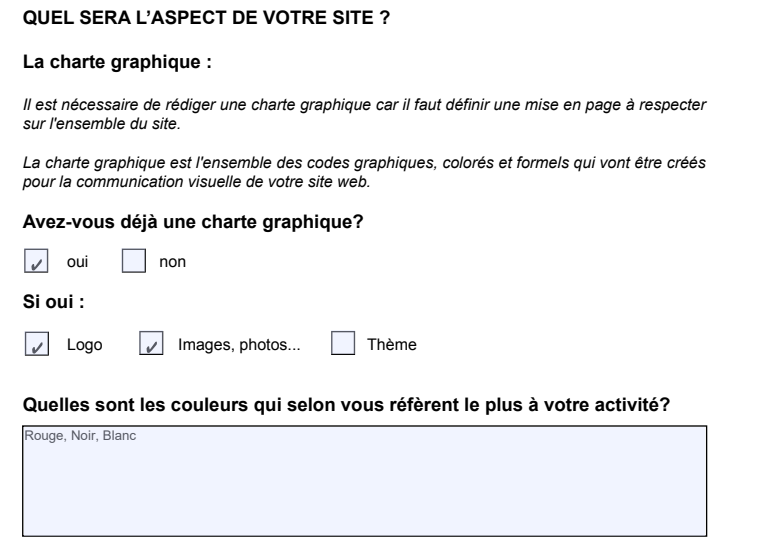 QUEL SERA L'ASPECT DE VOTRE SITE ?
La charte graphique :
Il est nécessaire de rédiger une charte graphique car il faut définir une mise en page à respecter
sur l'ensemble du site.
La charte graphique est l'ensemble des codes graphiques, colorés et formels qui vont être créés
pour la communication visuelle de votre site web.
Avez-vous déjà une charte graphique?
oui non
Si oui :
Logo Images, photos... Thème
Quelles sont les couleurs qui selon vous réfèrent le plus à votre activité?
Rouge, Noir, Blanc